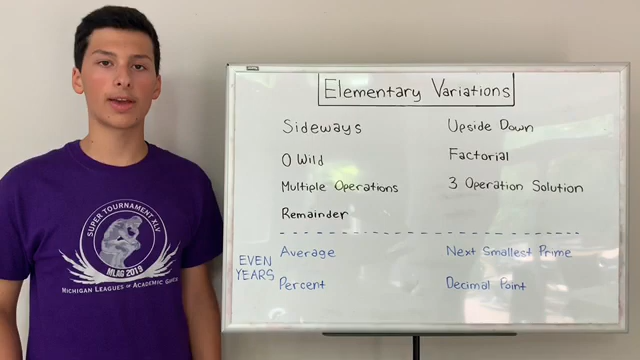 Elementary Variations
Sideways
Upside Down
0 Wild
Factorial
Multiple Operations
3 Operation Solution
Remainder
EVEN YEARS
Average
Next Smallest Prime
Percent
Decimal Point
SUPER TOURNAMENT XLV
MLAG 2019
MICHIGAN LEAGUES OF ACADEMIC GAMES